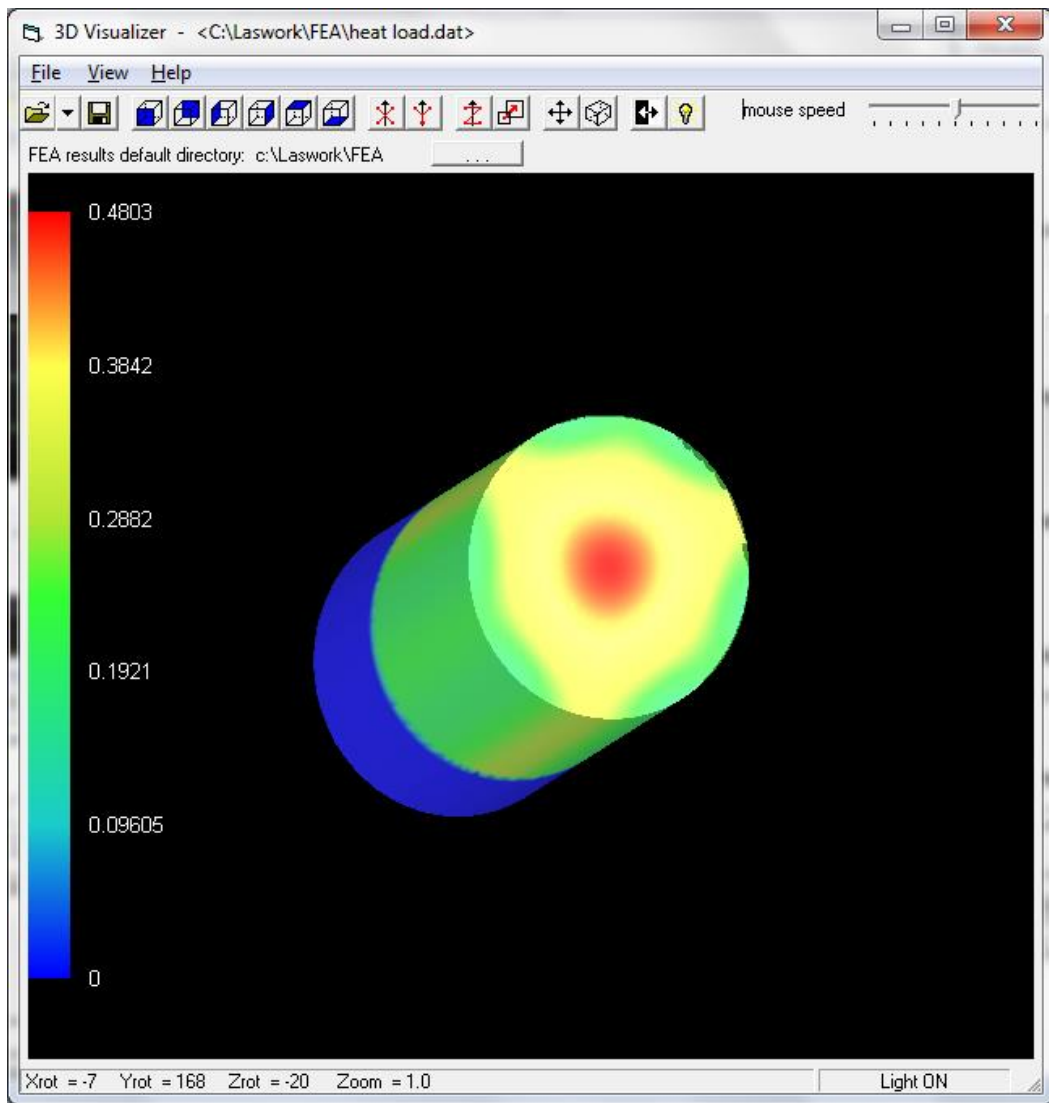 3D Visualizer - <C:\Laswork\FEA\heat load.dat>
File View Help
mouse speed
FEA results default directory: c:\Laswork\FEA ...
0.4803
0.3842
0.2882
0.1921
0.09605
0
Xrot = -7 Yrot = 168 Zrot = -20 Zoom = 1.0 Light ON